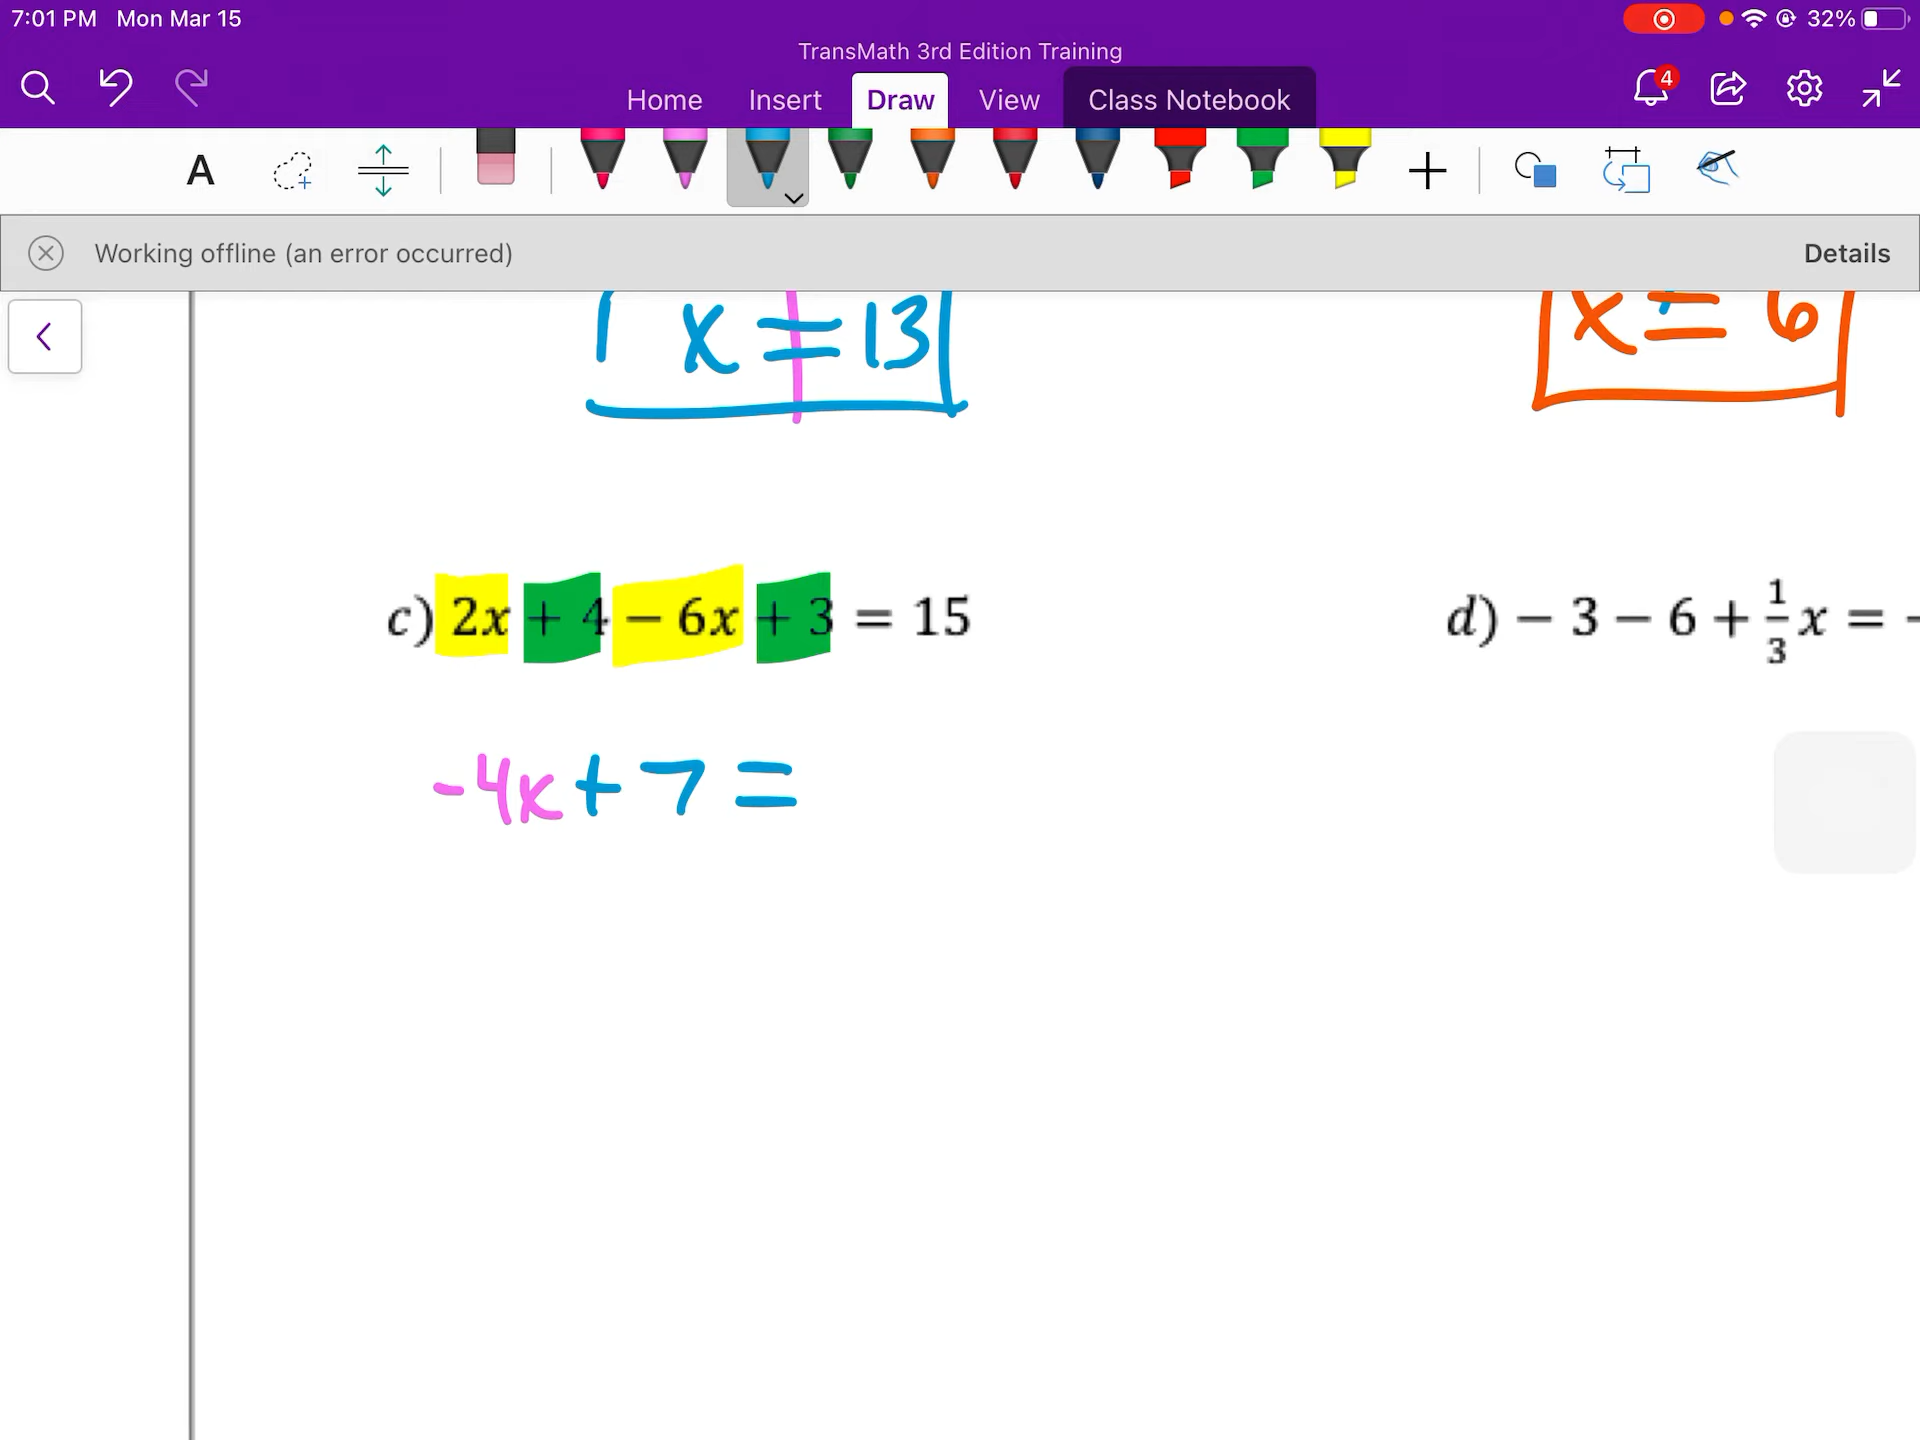 7:01 PM Mon Mar 15 32%
TransMath 3rd Edition Training
Home Insert Draw View Class Notebook 4
A
Working offline (an error occurred) Details
x = 13
x = 6
c) 2x + 4 − 6x + 3 = 15
d) − 3 − 6 + 1/3 x =
-4x + 7 =